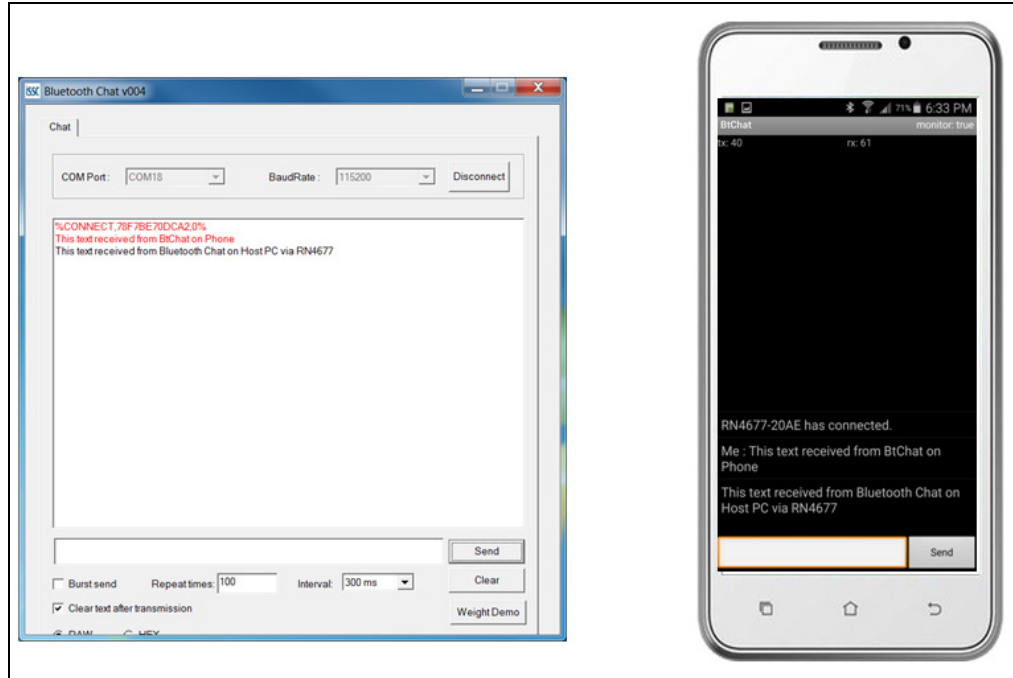 ISSC Bluetooth Chat v004
Chat
COM Port: COM18 BaudRate: 115200 Disconnect
%CONNECT,78F7BE70DCA2,0%
This text received from BtChat on Phone
This text received from Bluetooth Chat on Host PC via RN4677
Send
Burst send Repeat times: 100 Interval: 300 ms Clear
Clear text after transmission Weight Demo
RAW HEX
71% 6:33 PM
BtChat monitor: true
tx: 40 rx: 61
RN4677-20AE has connected.
Me : This text received from BtChat on
Phone
This text received from Bluetooth Chat on
Host PC via RN4677
Send